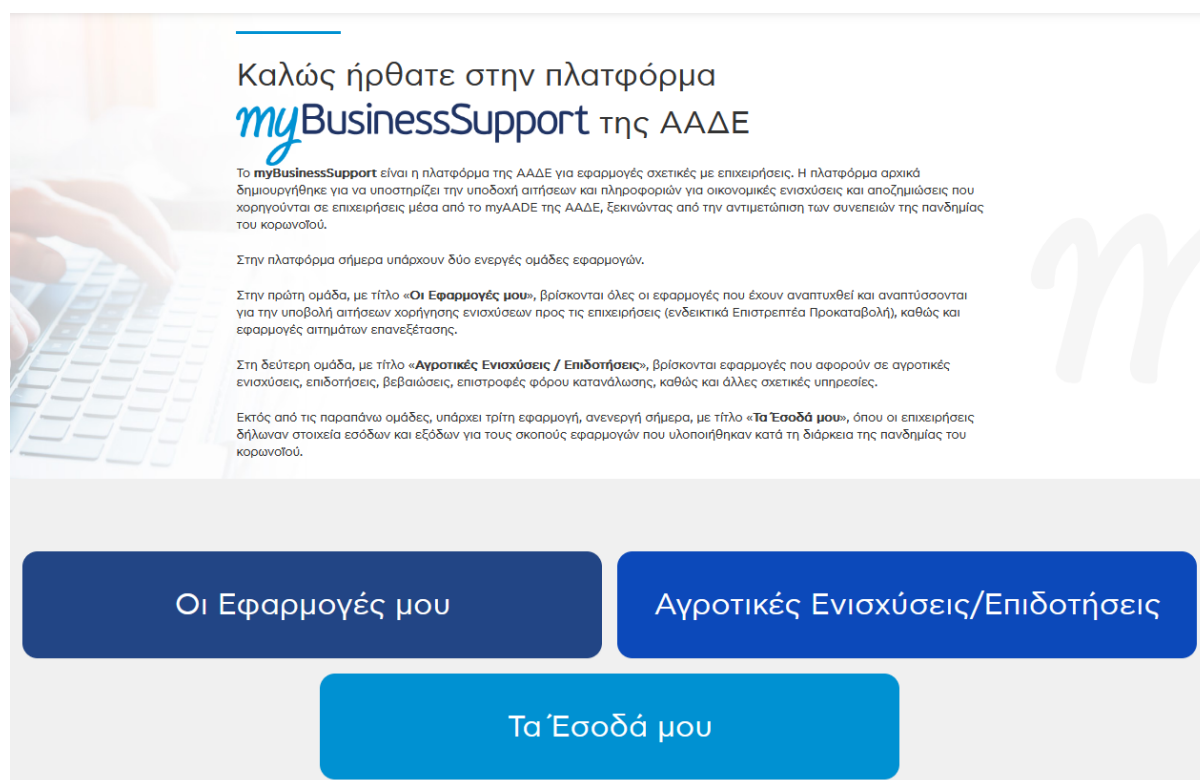 Καλώς ήρθατε στην πλατφόρμα
myBusinessSupport της ΑΑΔΕ
Το myBusinessSupport είναι η πλατφόρμα της ΑΑΔΕ για εφαρμογές σχετικές με επιχειρήσεις. Η πλατφόρμα αρχικά
δημιουργήθηκε για να υποστηρίζει την υποδοχή αιτήσεων και πληροφοριών για οικονομικές ενισχύσεις και αποζημιώσεις που
χορηγούνται σε επιχειρήσεις μέσα από το myAADE της ΑΑΔΕ, ξεκινώντας από την αντιμετώπιση των συνεπειών της πανδημίας
του κορωνοϊού.
Στην πλατφόρμα σήμερα υπάρχουν δύο ενεργές ομάδες εφαρμογών.
Στην πρώτη ομάδα, με τίτλο «Οι Εφαρμογές μου», βρίσκονται όλες οι εφαρμογές που έχουν αναπτυχθεί και αναπτύσσονται
για την υποβολή αιτήσεων χορήγησης ενισχύσεων προς τις επιχειρήσεις (ενδεικτικά Επιστρεπτέα Προκαταβολή), καθώς και
εφαρμογές αιτημάτων επανεξέτασης.
Στη δεύτερη ομάδα, με τίτλο «Αγροτικές Ενισχύσεις / Επιδοτήσεις», βρίσκονται εφαρμογές που αφορούν σε αγροτικές
ενισχύσεις, επιδοτήσεις, βεβαιώσεις, επιστροφές φόρου κατανάλωσης, καθώς και άλλες σχετικές υπηρεσίες.
Εκτός από τις παραπάνω ομάδες, υπάρχει τρίτη εφαρμογή, ανενεργή σήμερα, με τίτλο «Τα Έσοδά μου», όπου οι επιχειρήσεις
δήλωναν στοιχεία εσόδων και εξόδων για τους σκοπούς εφαρμογών που υλοποιήθηκαν κατά τη διάρκεια της πανδημίας του
κορωνοϊού.
Οι Εφαρμογές μου
Αγροτικές Ενισχύσεις/Επιδοτήσεις
Τα Έσοδά μου